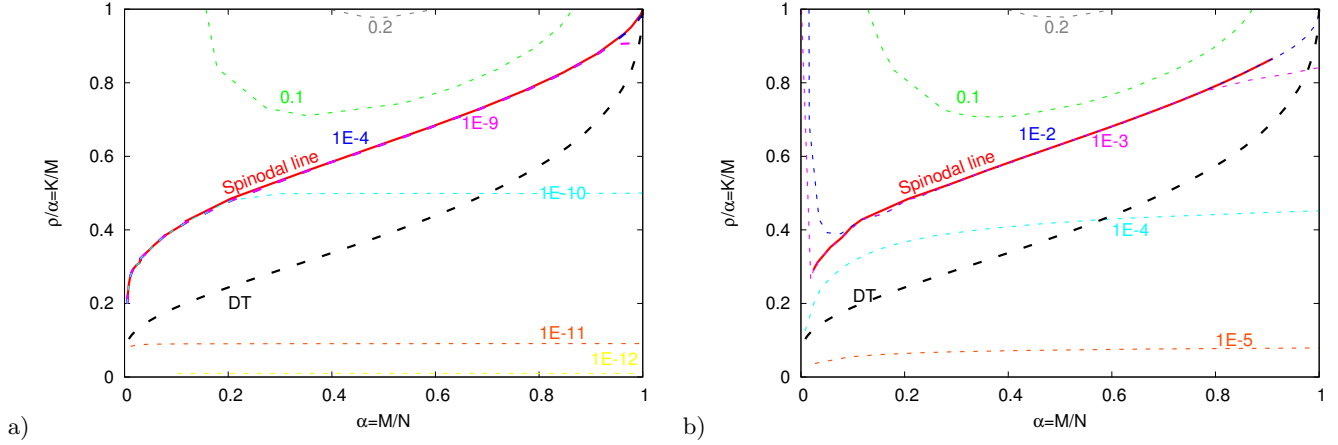 1
0.8
0.6
0.4
0.2
0
0 0.2 0.4 0.6 0.8 1
ρ/α=K/M
α=M/N
0.2
0.1
1E-4
1E-9
Spinodal line
1E-10
DT
1E-11
1E-12
a)
1
0.8
0.6
0.4
0.2
0
0 0.2 0.4 0.6 0.8 1
ρ/α=K/M
α=M/N
0.2
0.1
1E-2
1E-3
Spinodal line
1E-4
DT
1E-5
b)